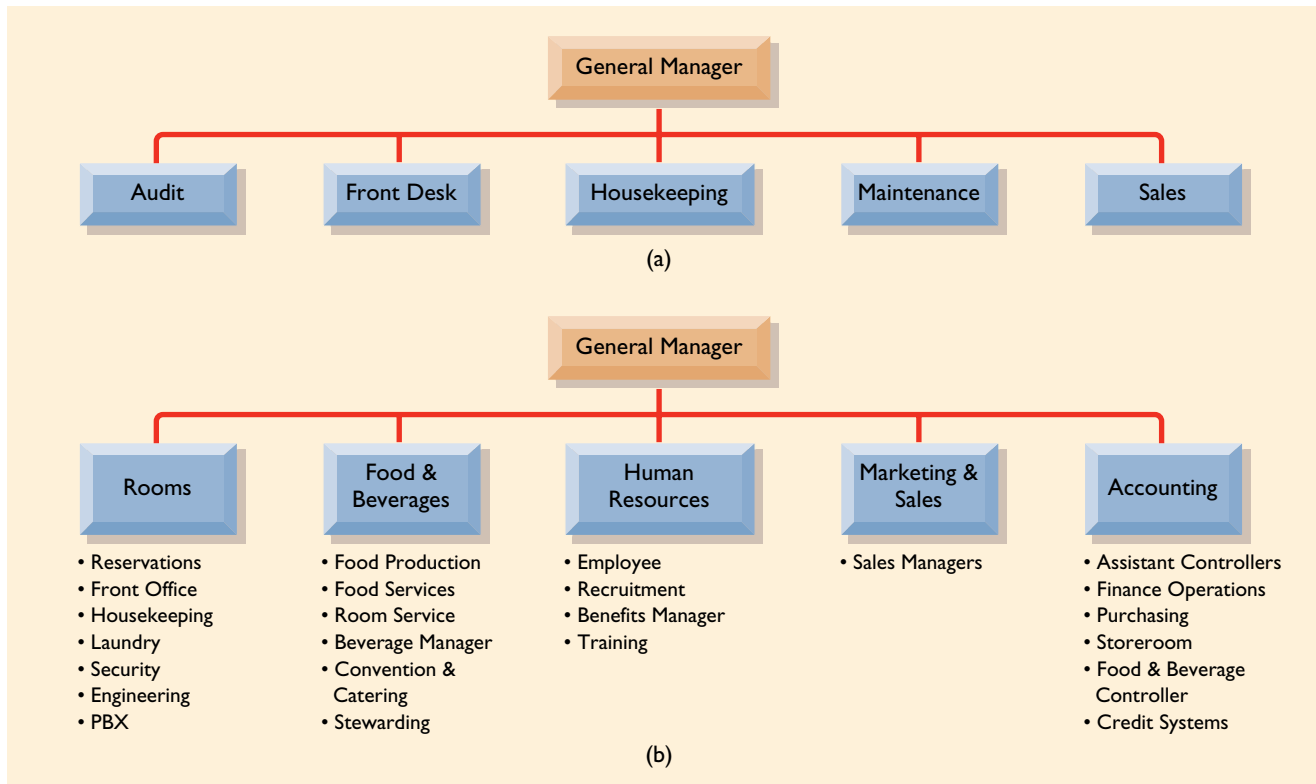 General Manager
Audit
Front Desk
Housekeeping
Maintenance
Sales
(a)
General Manager
Rooms
• Reservations
• Front Office
• Housekeeping
• Laundry
• Security
• Engineering
• PBX
Food &
Beverages
• Food Production
• Food Services
• Room Service
• Beverage Manager
• Convention &
Catering
• Stewarding
Human
Resources
• Employee
• Recruitment
• Benefits Manager
• Training
Marketing &
Sales
• Sales Managers
Accounting
• Assistant Controllers
• Finance Operations
• Purchasing
• Storeroom
• Food & Beverage
Controller
• Credit Systems
(b)